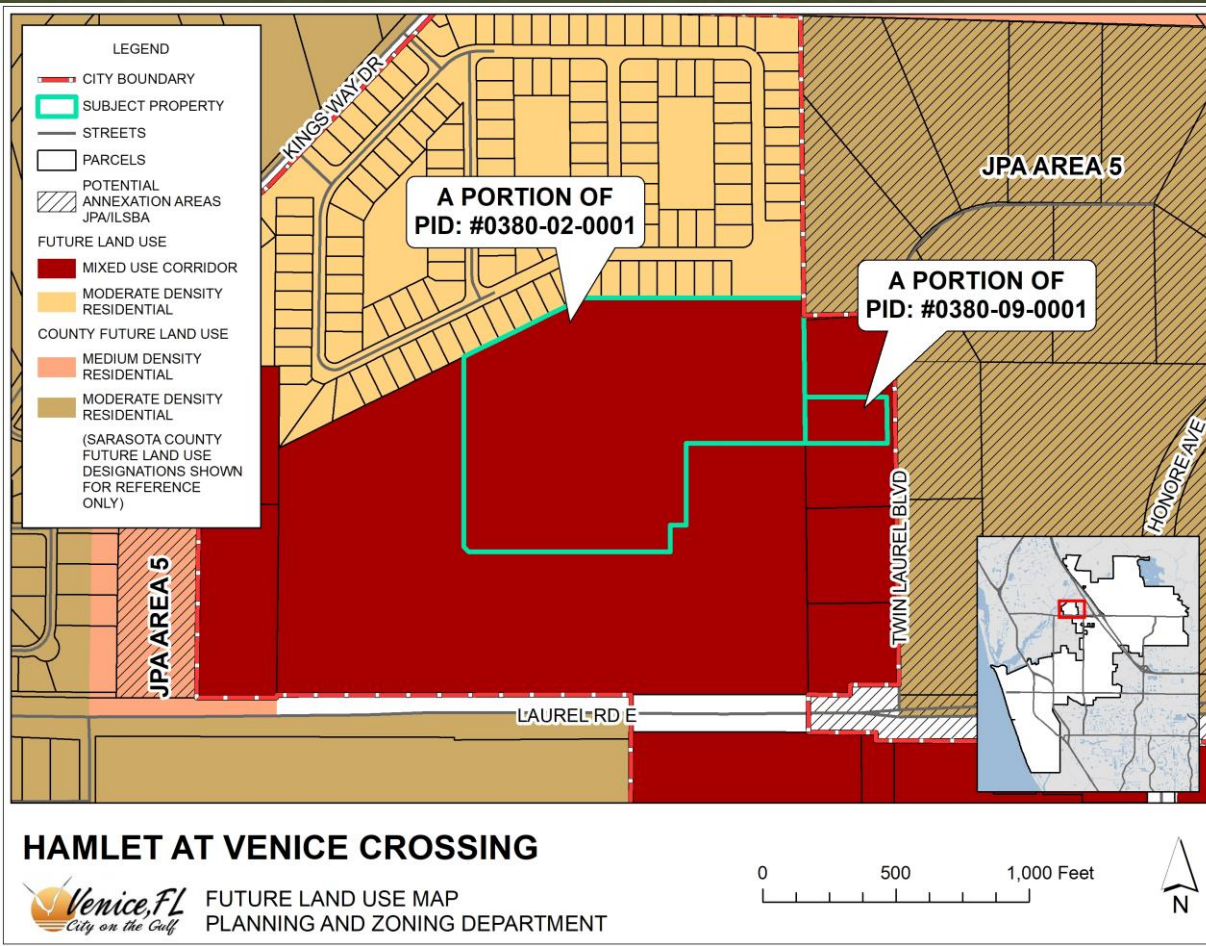 LEGEND
CITY BOUNDARY
SUBJECT PROPERTY
STREETS
PARCELS
POTENTIAL
ANNEXATION AREAS
JPA/ILSBA
FUTURE LAND USE
MIXED USE CORRIDOR
MODERATE DENSITY
RESIDENTIAL
COUNTY FUTURE LAND USE
MEDIUM DENSITY
RESIDENTIAL
MODERATE DENSITY
RESIDENTIAL
(SARASOTA COUNTY
FUTURE LAND USE
DESIGNATIONS SHOWN
FOR REFERENCE
ONLY)
KINGS WAY DR
A PORTION OF
PID: #0380-02-0001
JPA AREA 5
A PORTION OF
PID: #0380-09-0001
HONORE AVE
TWIN LAUREL BLVD
JPA AREA 5
LAUREL RD E
HAMLET AT VENICE CROSSING
Venice, FL
City on the Gulf
FUTURE LAND USE MAP
PLANNING AND ZONING DEPARTMENT
0 500 1,000 Feet
N